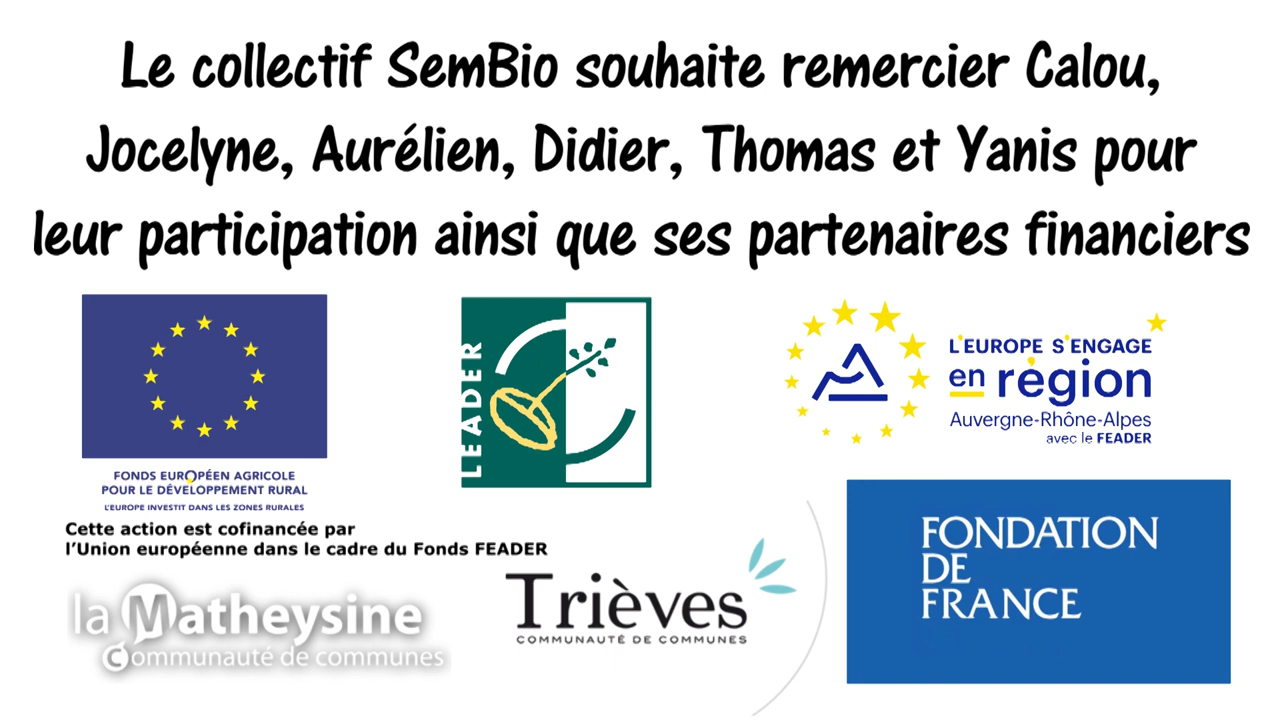 Le collectif SemBio souhaite remercier Calou,
Jocelyne, Aurélien, Didier, Thomas et Yanis pour
leur participation ainsi que ses partenaires financiers
FONDS EUROPÉEN AGRICOLE
POUR LE DÉVELOPPEMENT RURAL
L'EUROPE INVESTIT DANS LES ZONES RURALES
Cette action est cofinancée par
l'Union européenne dans le cadre du Fonds FEADER
LEADER
L'EUROPE S'ENGAGE
en région
Auvergne-Rhône-Alpes
avec le FEADER
la Matheysine
Communauté de communes
Trièves
COMMUNAUTÉ DE COMMUNES
FONDATION
DE
FRANCE